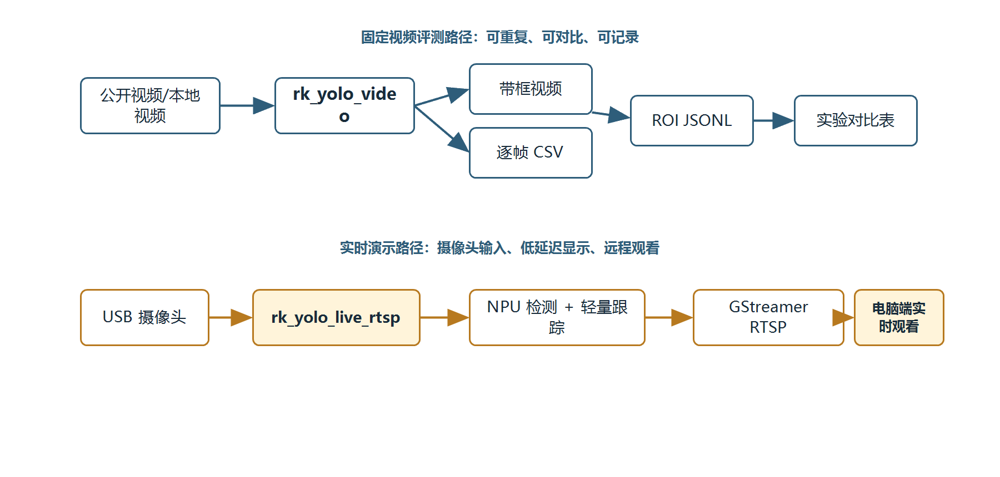 固定视频评测路径：可重复、可对比、可记录
公开视频/本地
视频
rk_yolo_vide
o
带框视频
逐帧 CSV
ROI JSONL
实验对比表
实时演示路径：摄像头输入、低延迟显示、远程观看
USB 摄像头
rk_yolo_live_rtsp
NPU 检测 + 轻量跟
踪
GStreamer
RTSP
电脑端实
时观看